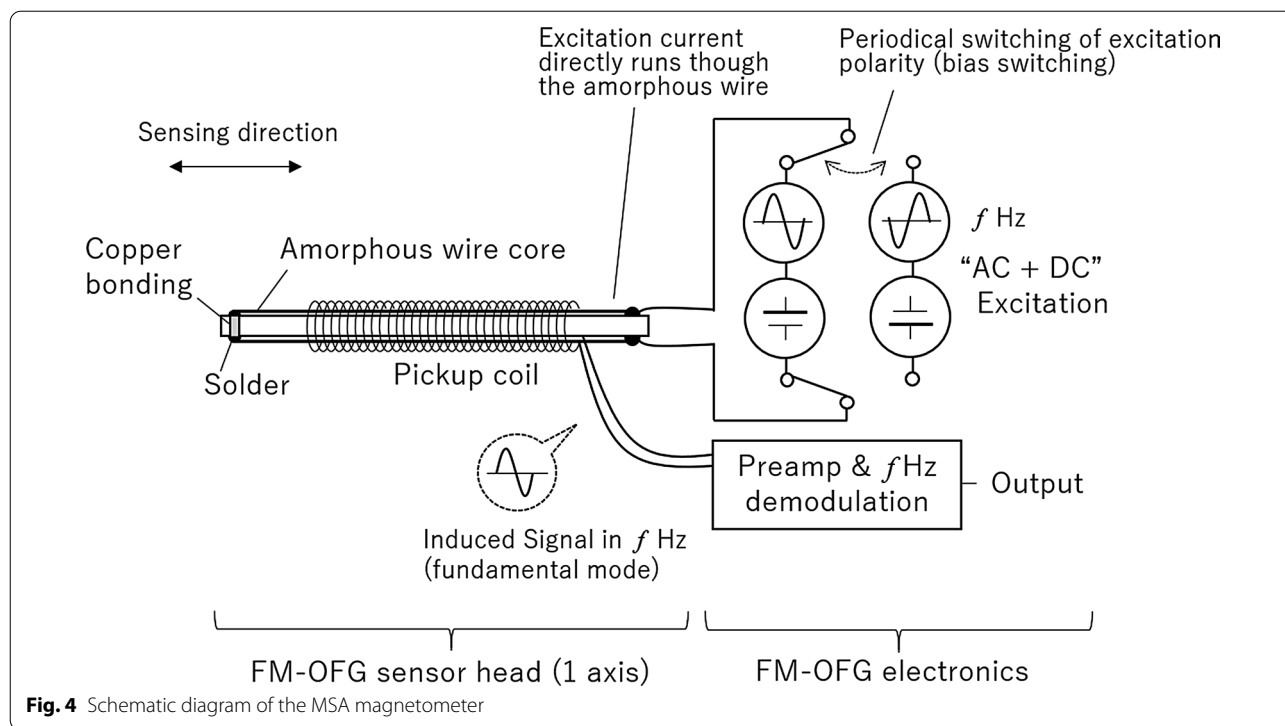 Excitation current
directly runs though
the amorphous wire
Periodical switching of excitation
polarity (bias switching)
Sensing direction
Copper
bonding
Amorphous wire core
f Hz
“AC + DC”
Excitation
Solder
Pickup coil
Preamp & f Hz
demodulation
Output
Induced Signal in f Hz
(fundamental mode)
FM-OFG sensor head (1 axis)
FM-OFG electronics
Fig. 4 Schematic diagram of the MSA magnetometer